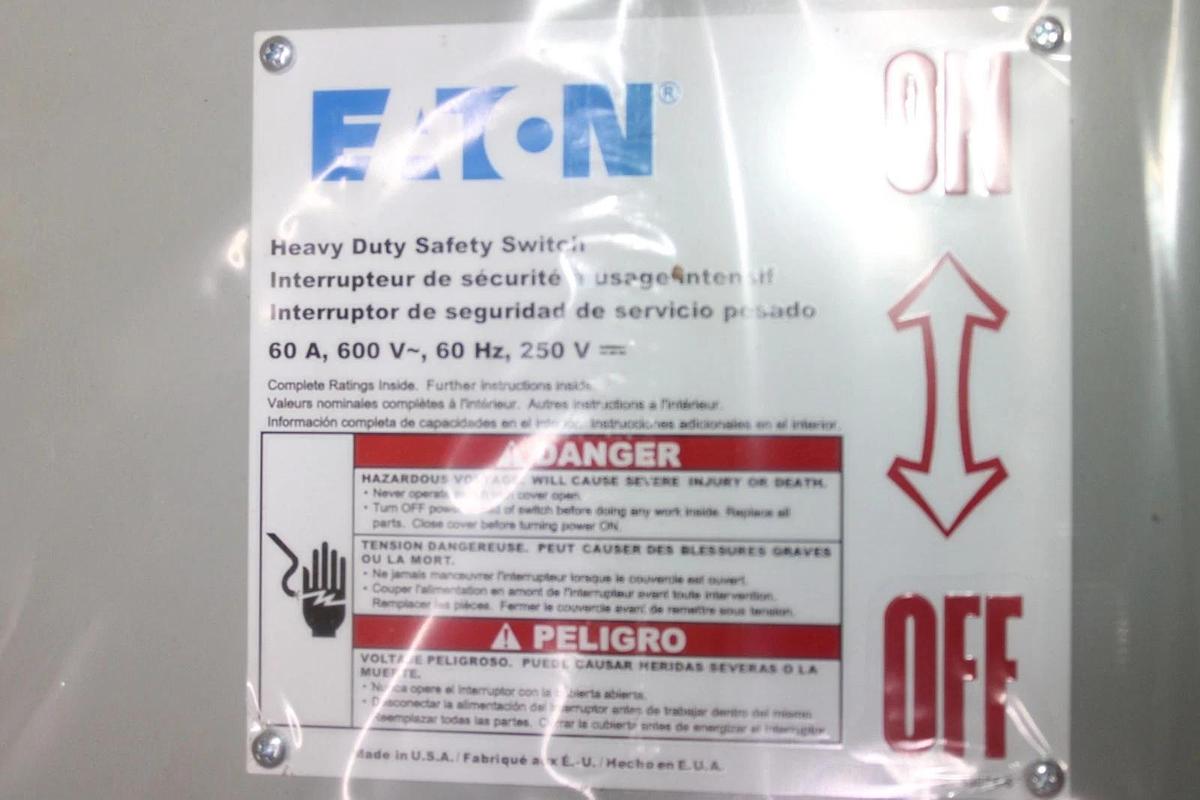 EATON®
ON
Heavy Duty Safety Switch
Interrupteur de sécurité usage intensif
Interruptor de seguridad de servicio pesado
60 A, 600 V~, 60 Hz, 250 V ⎓
Complete Ratings Inside. Further instructions inside
Valeurs nominales complètes à l'intérieur. Autres instructions a l'intérieur.
Información completa de capacidades en el interior. Instrucciones adicionales en el interior.
⚠ DANGER
HAZARDOUS VOLTAGE. WILL CAUSE SEVERE INJURY OR DEATH.
• Never operate cover open.
• Turn OFF of switch before doing any work inside. Replace all
parts. Close cover before turning power ON.
TENSION DANGEREUSE. PEUT CAUSER DES BLESSURES GRAVES
OU LA MORT.
• Ne jamais manœuvrer l'interrupteur lorsque le couvercle est ouvert.
• Couper l'alimentation en amont de l'interrupteur avant toute intervention.
Remplacer les pièces. Fermer le couvercle avant de remettre sous tension.
⚠ PELIGRO
VOLTAJE PELIGROSO. PUEDE CAUSAR HERIDAS SEVERAS O LA
MUERTE.
• Nunca opere el interruptor con la cubierta abierta.
• Desconectar la alimentación del interruptor antes de trabajar dentro del mismo
reemplazar todas las partes. Cerrar la cubierta antes de energizar el interruptor
OFF
Made in U.S.A. / Fabriqué aux É.-U. / Hecho en E.U.A.